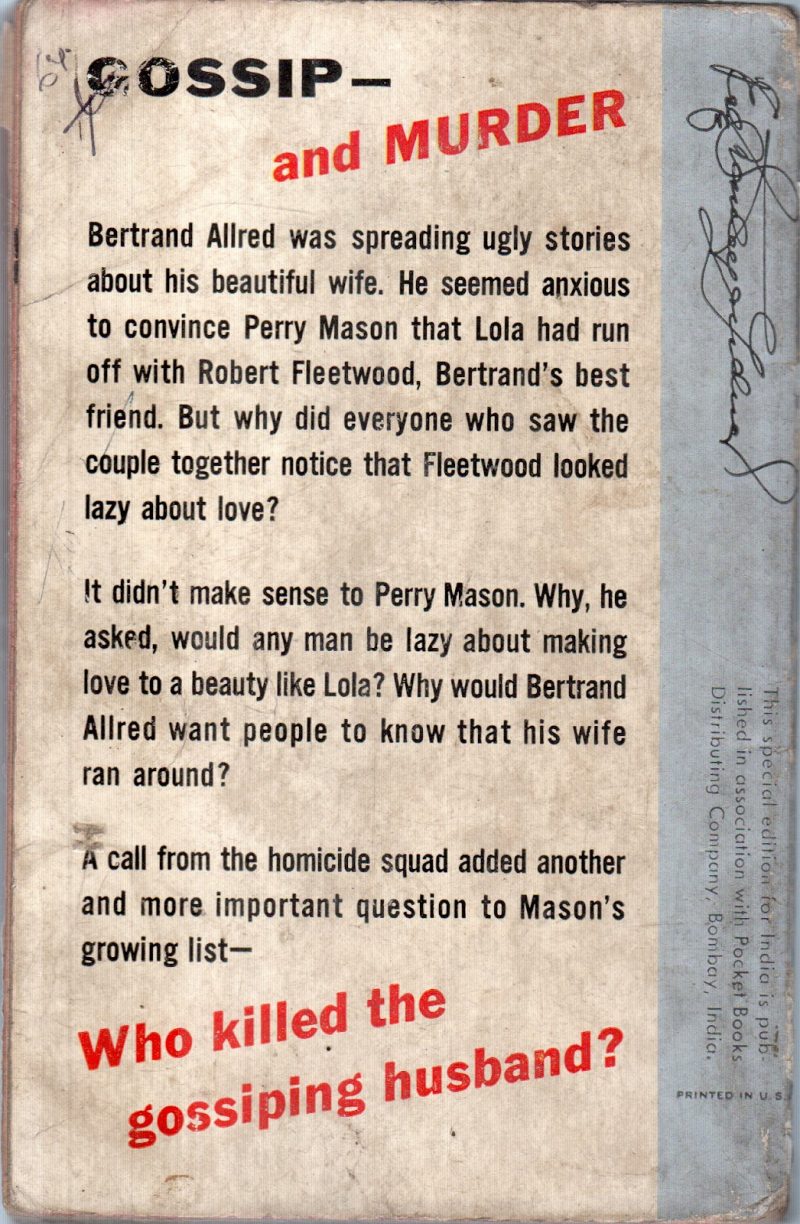 GOSSIP—
and MURDER
Bertrand Allred was spreading ugly stories
about his beautiful wife. He seemed anxious
to convince Perry Mason that Lola had run
off with Robert Fleetwood, Bertrand's best
friend. But why did everyone who saw the
couple together notice that Fleetwood looked
lazy about love?
It didn't make sense to Perry Mason. Why, he
asked, would any man be lazy about making
love to a beauty like Lola? Why would Bertrand
Allred want people to know that his wife
ran around?
A call from the homicide squad added another
and more important question to Mason's
growing list—
Who killed the
gossiping husband?
This special edition for India is pub-
lished in association with Pocket Books
Distributing Company, Bombay, India.
PRINTED IN U.S.